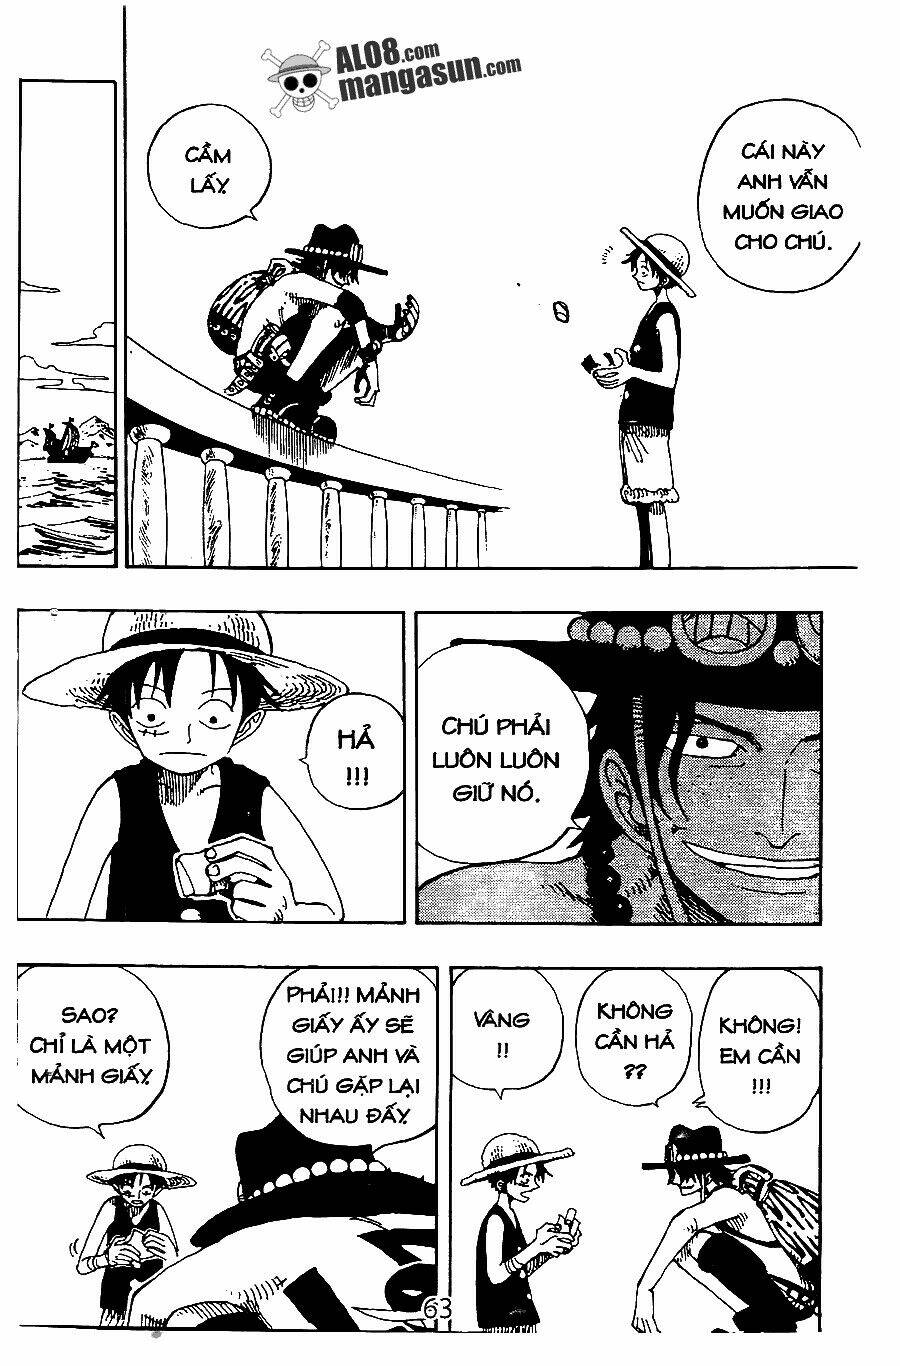 AL08.com
mangasun.com
CÁI NÀY
ANH VẪN
MUỐN GIAO
CHO CHÚ.
CẦM
LẤY.
CHÚ PHẢI
LUÔN LUÔN
GIỮ NÓ.
HẢ
!!!
SAO?
CHỈ LÀ MỘT
MẢNH GIẤY.
PHẢI!!! MẢNH
GIẤY ẤY SẼ
GIÚP ANH VÀ
CHÚ GẶP LẠI
NHAU ĐẤY.
VÂNG
!!
KHÔNG
CẦN HẢ
??
KHÔNG!
EM CẦN
!!!
63